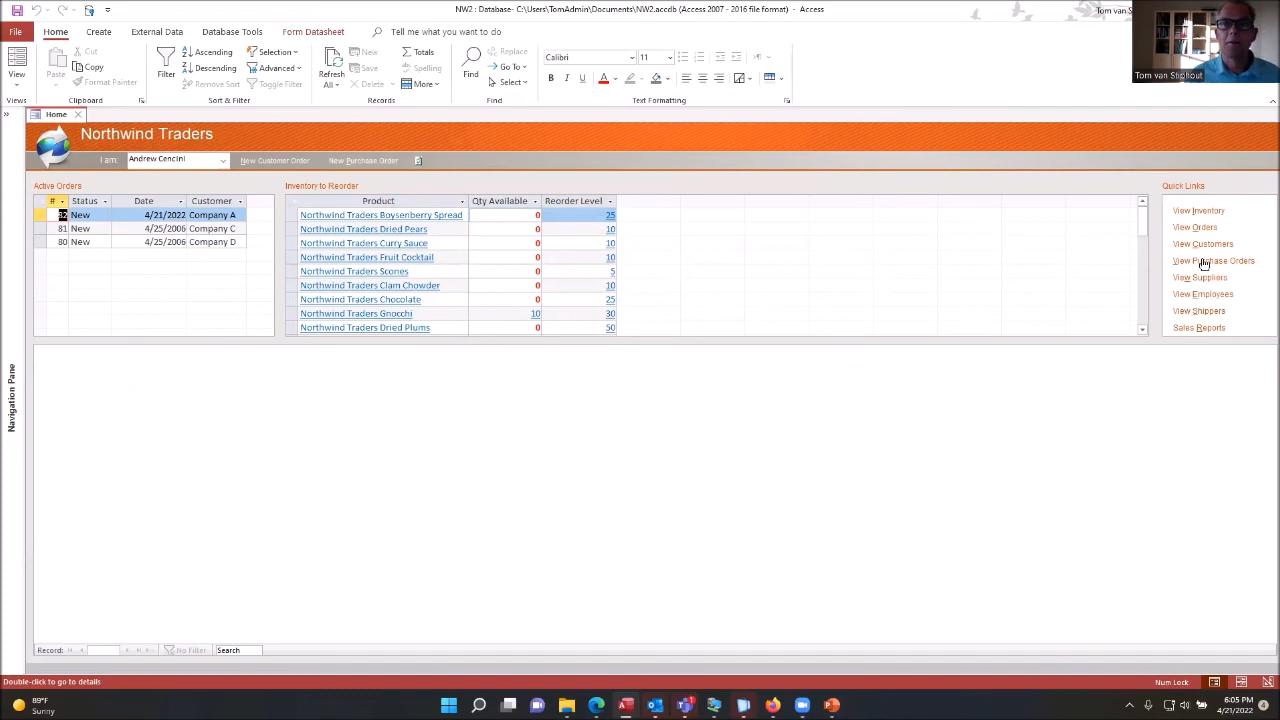 NW2 : Database- C:\Users\TomAdmin\Documents\NW2.accdb (Access 2007 - 2016 file format) - Access
Tom van S
File Home Create External Data Database Tools Form Datasheet Tell me what you want to do
View
Views
Paste
Cut
Copy
Format Painter
Clipboard
Filter
Ascending
Descending
Remove Sort
Selection
Advanced
Toggle Filter
Sort & Filter
Refresh All
New
Save
Delete
Totals
Spelling
More
Records
Find
Replace
Go To
Select
Find
Calibri 11
B I U A
Text Formatting
Tom van Stiphout
Home
Northwind Traders
I am: Andrew Cencini New Customer Order New Purchase Order
Active Orders
# Status Date Customer
82 New 4/21/2022 Company A
81 New 4/25/2006 Company C
80 New 4/25/2006 Company D
Inventory to Reorder
Product Qty Available Reorder Level
Northwind Traders Boysenberry Spread 0 25
Northwind Traders Dried Pears 0 10
Northwind Traders Curry Sauce 0 10
Northwind Traders Fruit Cocktail 0 10
Northwind Traders Scones 0 5
Northwind Traders Clam Chowder 0 10
Northwind Traders Chocolate 0 25
Northwind Traders Gnocchi 10 30
Northwind Traders Dried Plums 0 50
Quick Links
View Inventory
View Orders
View Customers
View Purchase Orders
View Suppliers
View Employees
View Shippers
Sales Reports
Navigation Pane
Record: No Filter Search
Double-click to go to details
Num Lock
89°F
Sunny
6:05 PM
4/21/2022